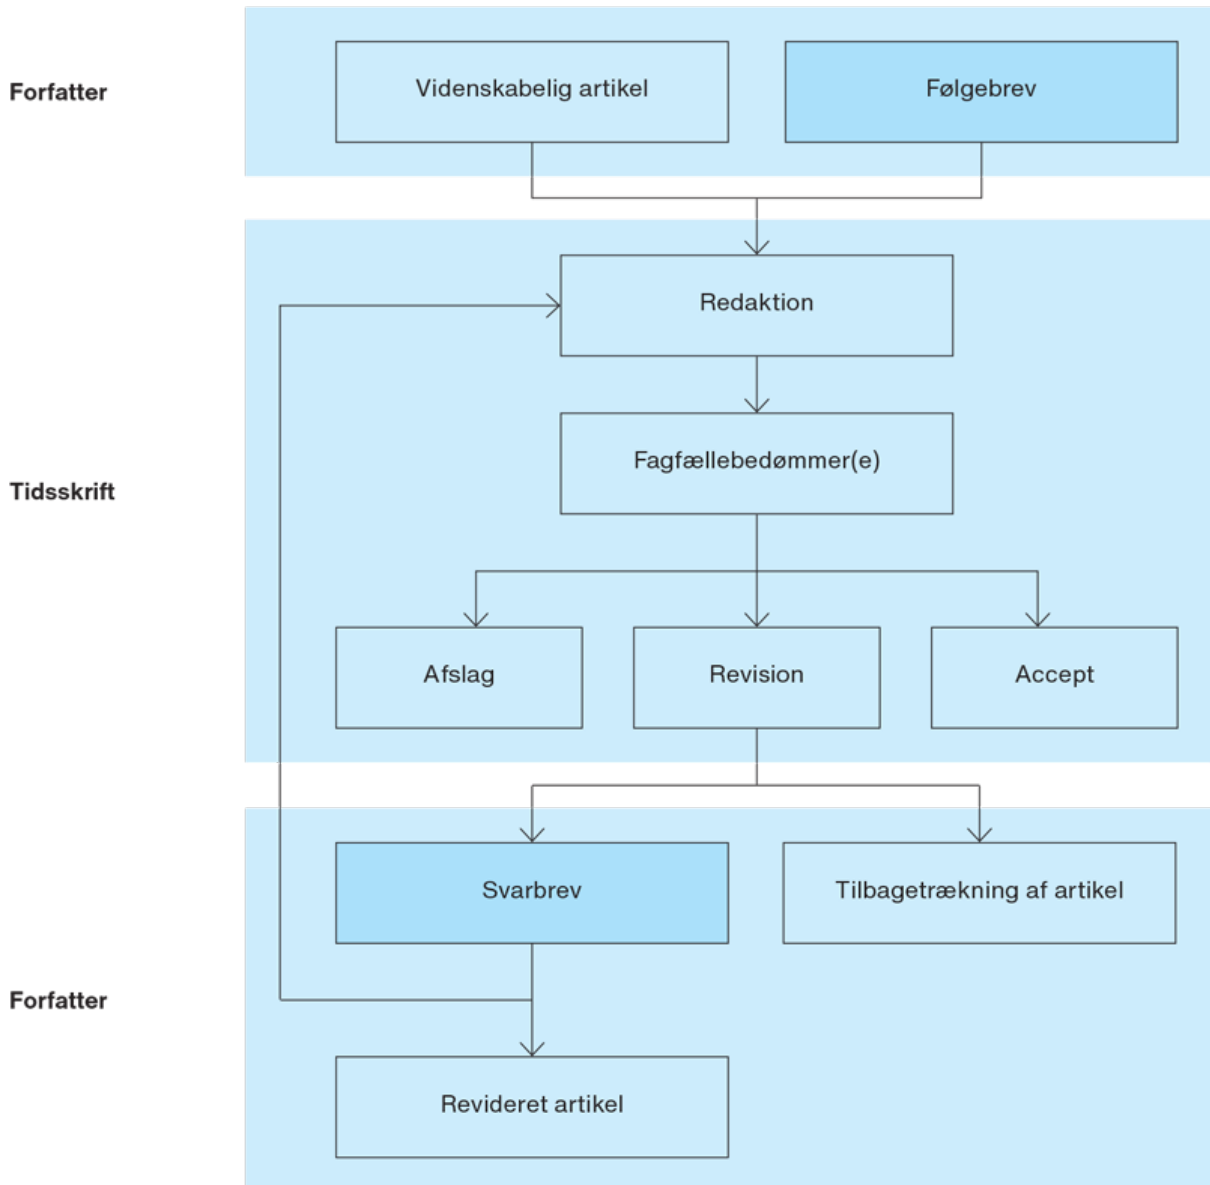 Forfatter
Videnskabelig artikel
Følgebrev
Redaktion
Fagfællebedømmer(e)
Tidsskrift
Afslag
Revision
Accept
Svarbrev
Tilbagetrækning af artikel
Forfatter
Revideret artikel